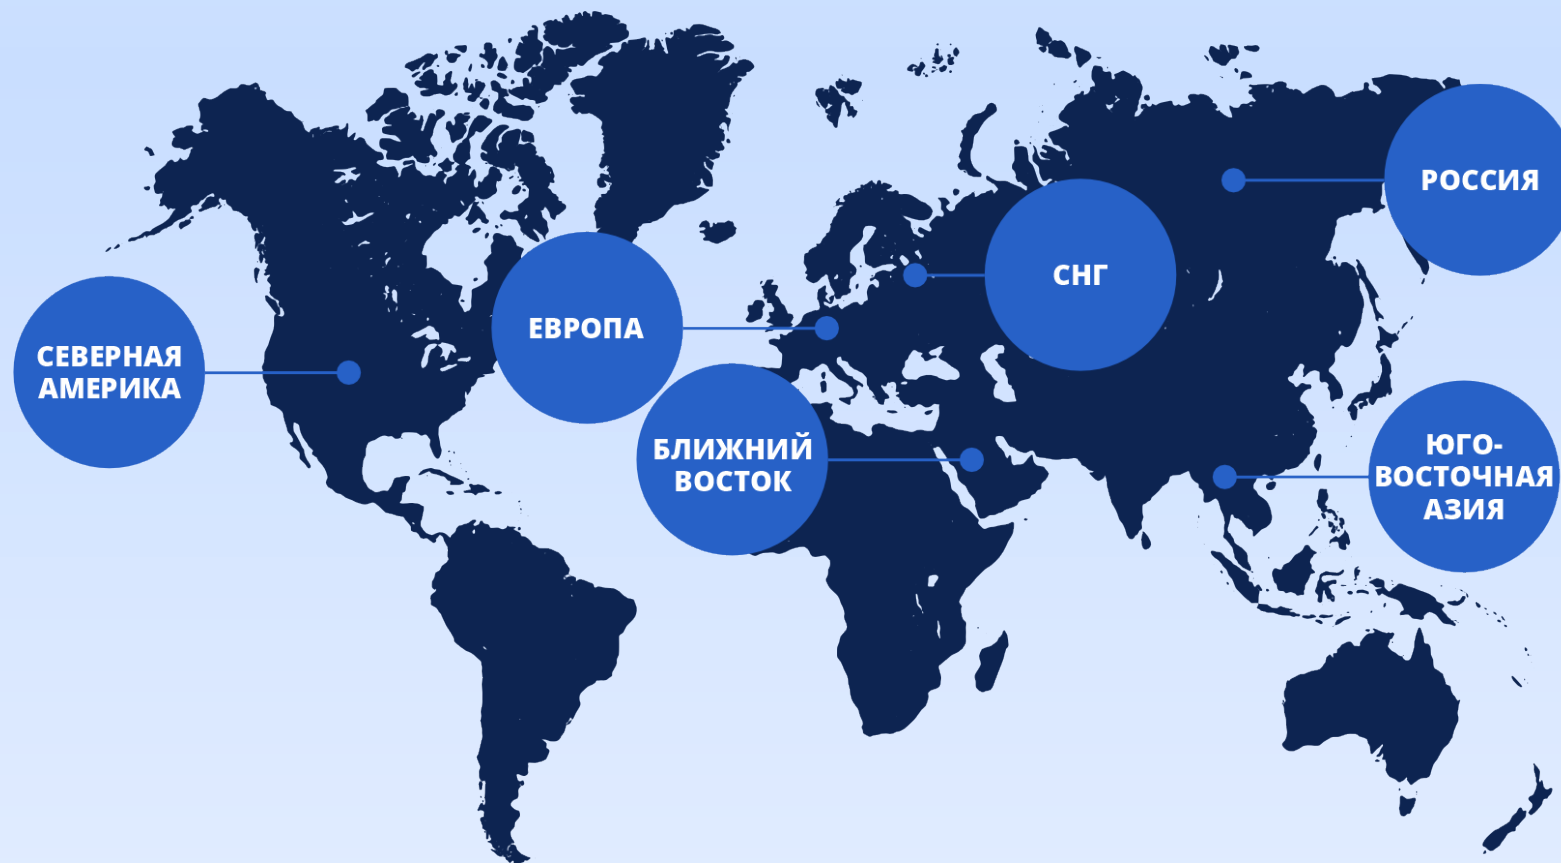 РОССИЯ
СНГ
ЕВРОПА
СЕВЕРНАЯ
АМЕРИКА
БЛИЖНИЙ
ВОСТОК
ЮГО-
ВОСТОЧНАЯ
АЗИЯ